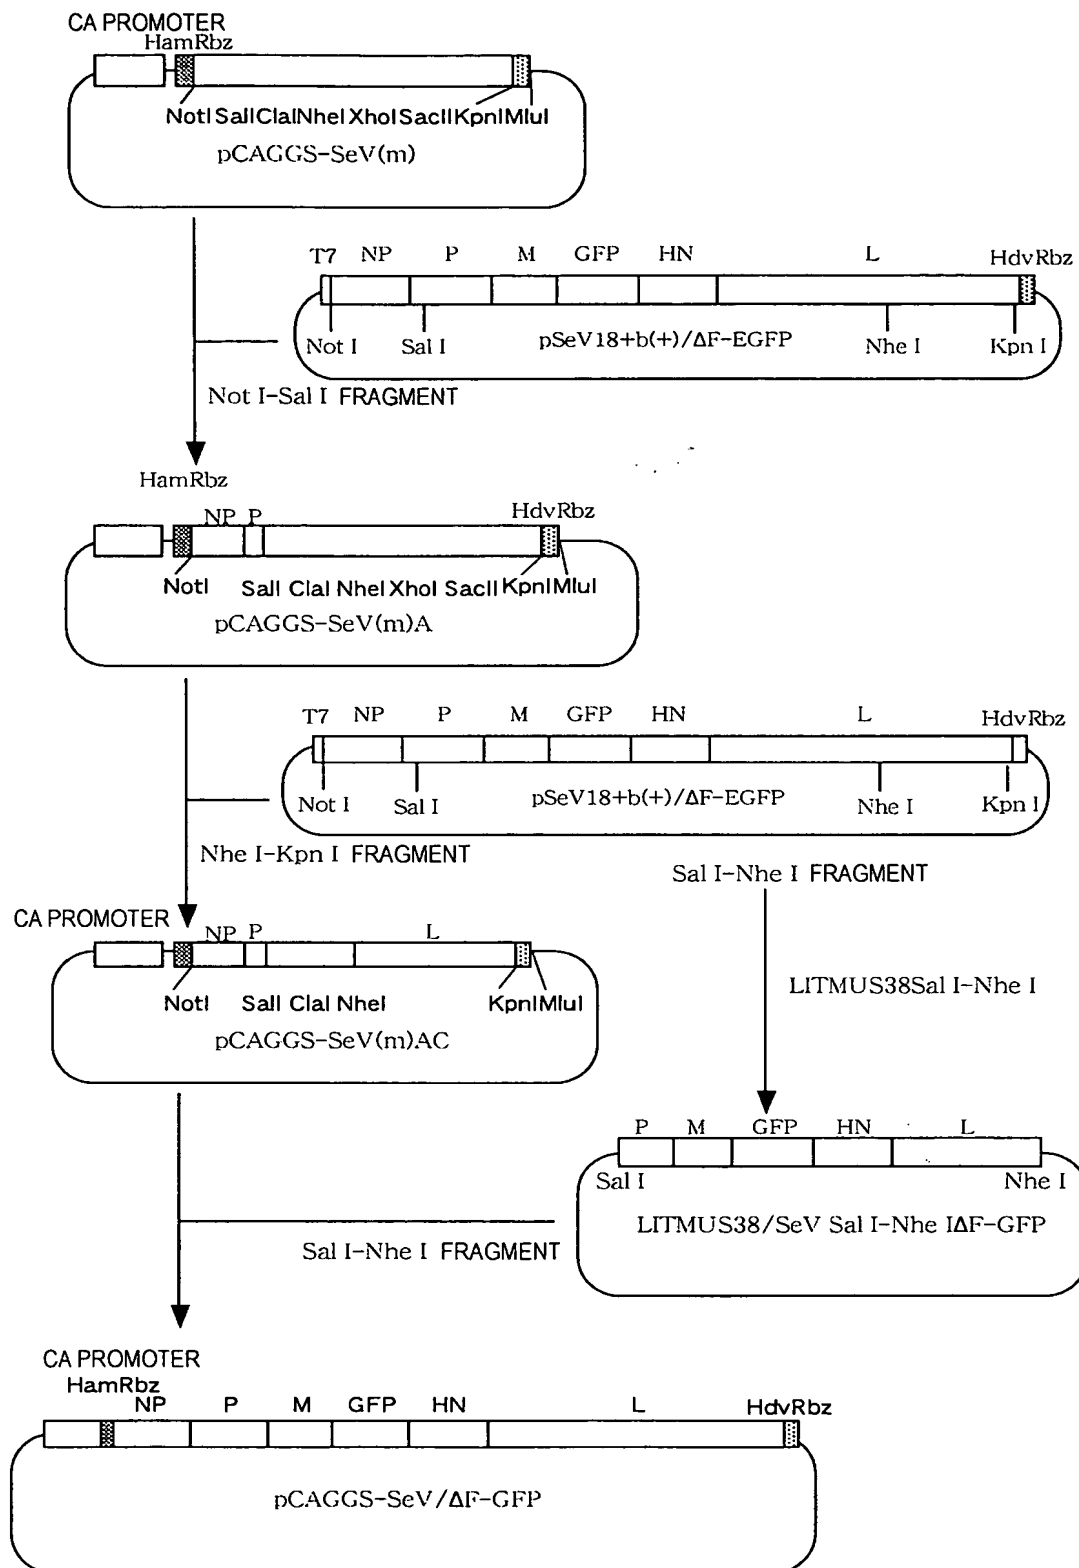 CA PROMOTER
HamRbz
NotI SalI ClaI NheI XhoI SacII KpnI MluI
pCAGGS-SeV(m)
T7 NP P M GFP HN L HdvRbz
Not I Sal I pSeV18+b(+)/ΔF-EGFP Nhe I Kpn I
Not I-Sal I FRAGMENT
HamRbz
NP P HdvRbz
NotI SalI ClaI NheI XhoI SacII KpnI MluI
pCAGGS-SeV(m)A
T7 NP P M GFP HN L HdvRbz
Not I Sal I pSeV18+b(+)/ΔF-EGFP Nhe I Kpn I
Nhe I-Kpn I FRAGMENT
Sal I-Nhe I FRAGMENT
CA PROMOTER
NP P L
NotI SalI ClaI NheI KpnI MluI
pCAGGS-SeV(m)AC
LITMUS38Sal I-Nhe I
P M GFP HN L
Sal I Nhe I
LITMUS38/SeV Sal I-Nhe IΔF-GFP
Sal I-Nhe I FRAGMENT
CA PROMOTER
HamRbz
NP P M GFP HN L HdvRbz
pCAGGS-SeV/ΔF-GFP